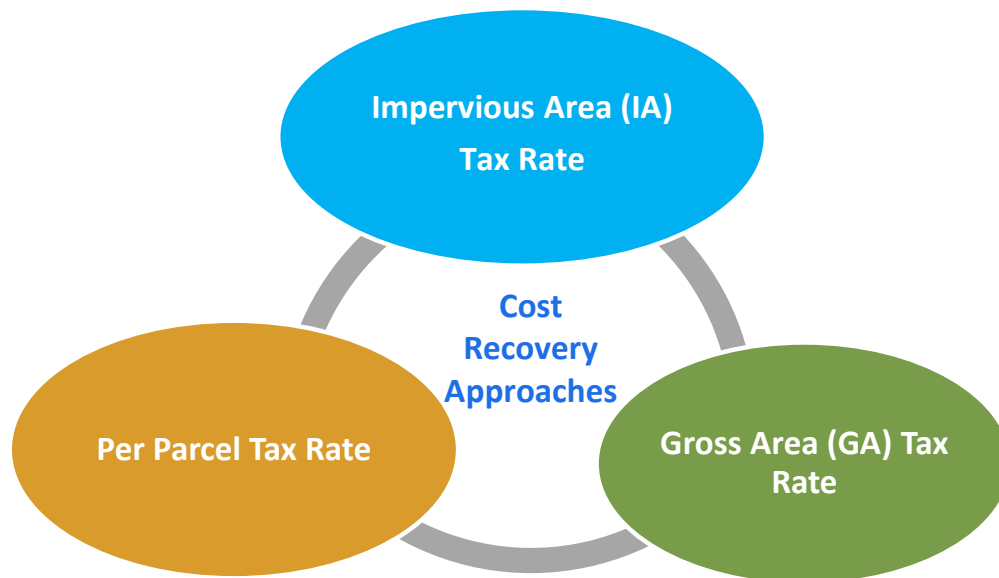 Impervious Area (IA)
Tax Rate
Cost
Recovery
Approaches
Per Parcel Tax Rate
Gross Area (GA) Tax
Rate